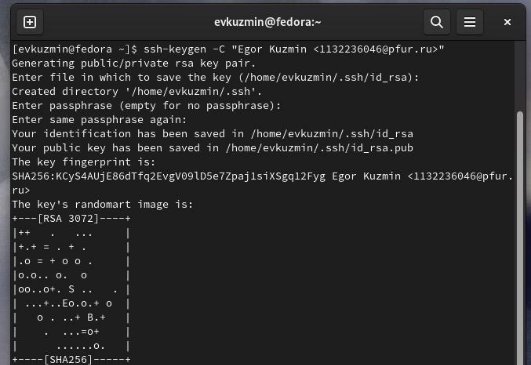 evkuzmin@fedora:~
[evkuzmin@fedora ~]$ ssh-keygen -C "Egor Kuzmin <1132236046@pfur.ru>"
Generating public/private rsa key pair.
Enter file in which to save the key (/home/evkuzmin/.ssh/id_rsa):
Created directory '/home/evkuzmin/.ssh'.
Enter passphrase (empty for no passphrase):
Enter same passphrase again:
Your identification has been saved in /home/evkuzmin/.ssh/id_rsa
Your public key has been saved in /home/evkuzmin/.ssh/id_rsa.pub
The key fingerprint is:
SHA256:KCyS4AUjE86dTfq2EvgV09lD5e7Zpaj1siXSgq12Fyg Egor Kuzmin <1132236046@pfur.
ru>
The key's randomart image is:
+---[RSA 3072]----+
|++   .   ...     |
|+.+ = . + .      |
|.o = + o o .     |
|o.o.. o.  o      |
|oo..o+. S ..   . |
| ...+..Eo.o.+ o  |
|   o . ..+ B.+   |
|    .  ...=o+    |
|      ......o.   |
+----[SHA256]-----+